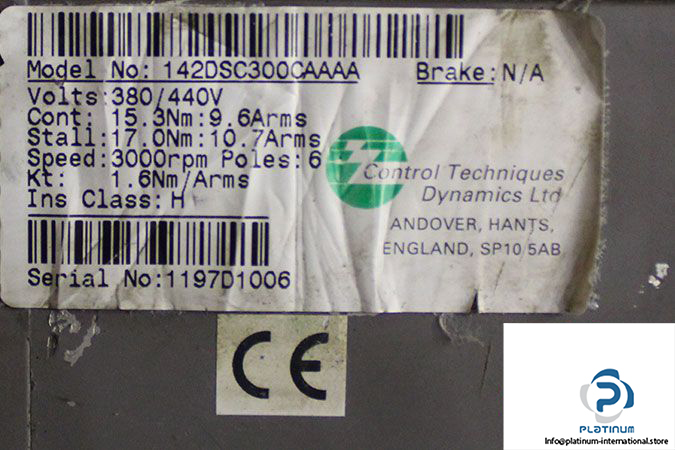 Model No: 142DSC300CAAAA Brake: N/A
Volts:380/440V
Cont: 15.3Nm:9.6Arms
Stall:17.0Nm:10.7Arms
Speed:3000rpm Poles:6
Kt: 1.6Nm/Arms
Ins Class:H
Control Techniques
Dynamics Ltd
ANDOVER, HANTS,
ENGLAND, SP10 5AB
Serial No:1197D1006
CE
PLATINUM
Info@platinum-international.store